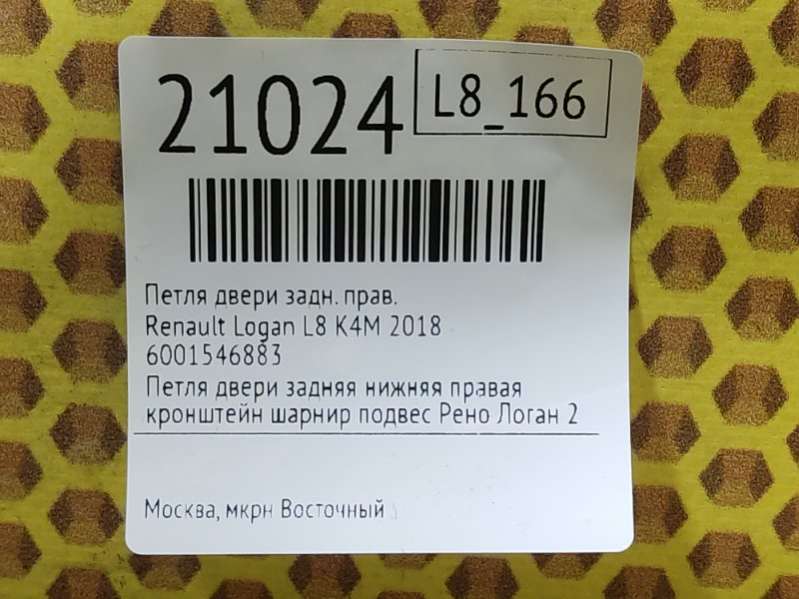 21024
L8_166
Петля двери задн. прав.
Renault Logan L8 K4M 2018
6001546883
Петля двери задняя нижняя правая
кронштейн шарнир подвес Рено Логан 2
Москва, мкрн Восточный